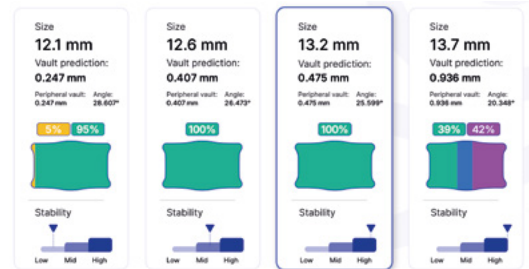 Size
12.1 mm
Vault prediction:
0.247 mm
Peripheral vault: Angle:
0.247 mm 28.607°
5% 95%
Stability
Low Mid High
Size
12.6 mm
Vault prediction:
0.407 mm
Peripheral vault: Angle:
0.407 mm 26.473°
100%
Stability
Low Mid High
Size
13.2 mm
Vault prediction:
0.475 mm
Peripheral vault: Angle:
0.475 mm 25.599°
100%
Stability
Low Mid High
Size
13.7 mm
Vault prediction:
0.936 mm
Peripheral vault: Angle:
0.936 mm 20.348°
39% 42%
Stability
Low Mid High